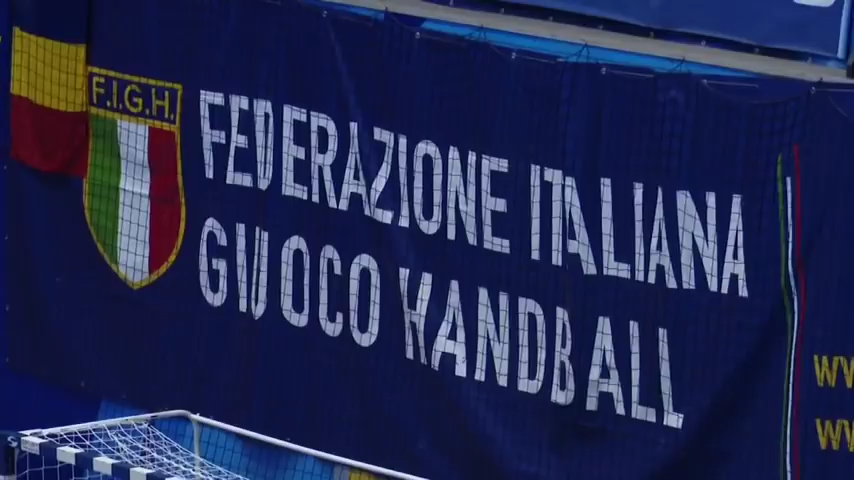 F.I.G.H.
FEDERAZIONE ITALIANA
GIUOCO HANDBALL